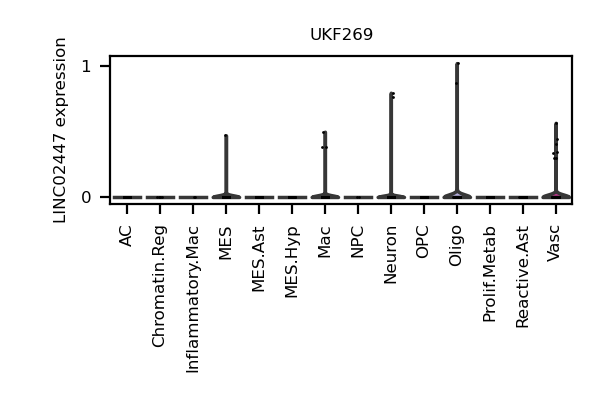 UKF269
LINC02447 expression
1
0
AC
Chromatin.Reg
Inflammatory.Mac
MES
MES.Ast
MES.Hyp
Mac
NPC
Neuron
OPC
Oligo
Prolif.Metab
Reactive.Ast
Vasc